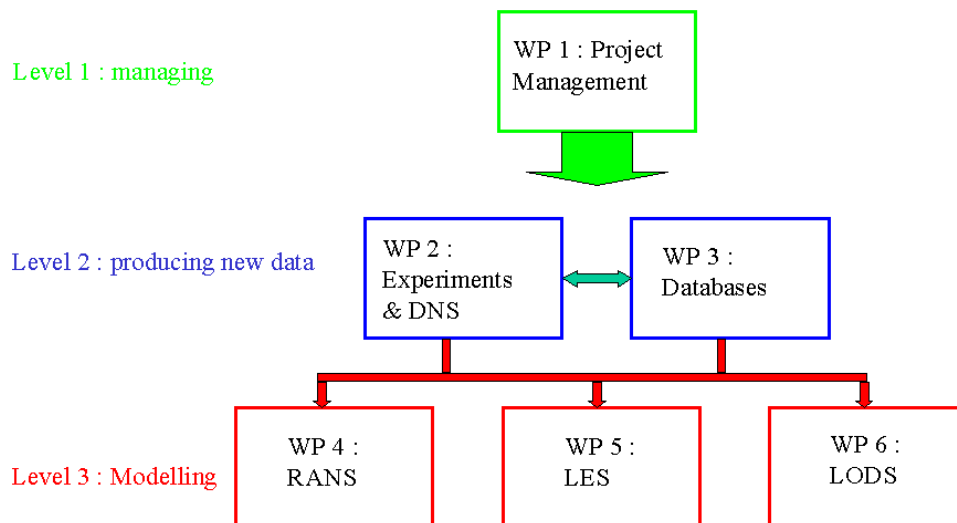 Level 1 : managing
WP 1 : Project
Management
Level 2 : producing new data
WP 2 :
Experiments
& DNS
WP 3 :
Databases
Level 3 : Modelling
WP 4 :
RANS
WP 5 :
LES
WP 6 :
LODS